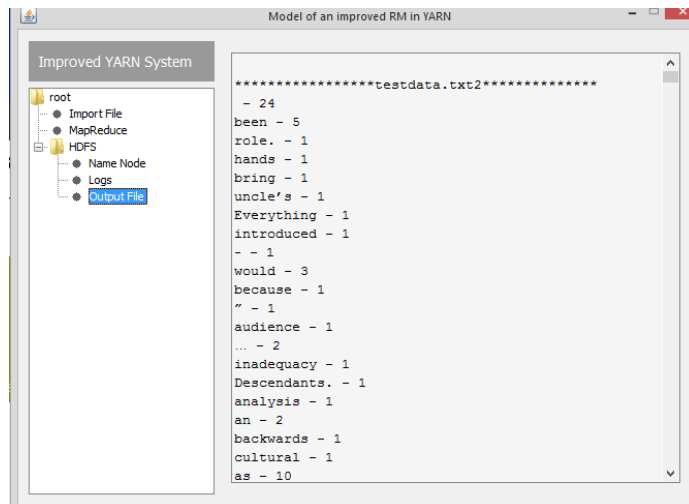 Model of an improved RM in YARN
Improved YARN System
root
Import File
MapReduce
HDFS
Name Node
Logs
Output File
*****************testdata.txt2**************
- 24
been - 5
role. - 1
hands - 1
bring - 1
uncle's - 1
Everything - 1
introduced - 1
- - 1
would - 3
because - 1
" - 1
audience - 1
... - 2
inadequacy - 1
Descendants. - 1
analysis - 1
an - 2
backwards - 1
cultural - 1
as - 10